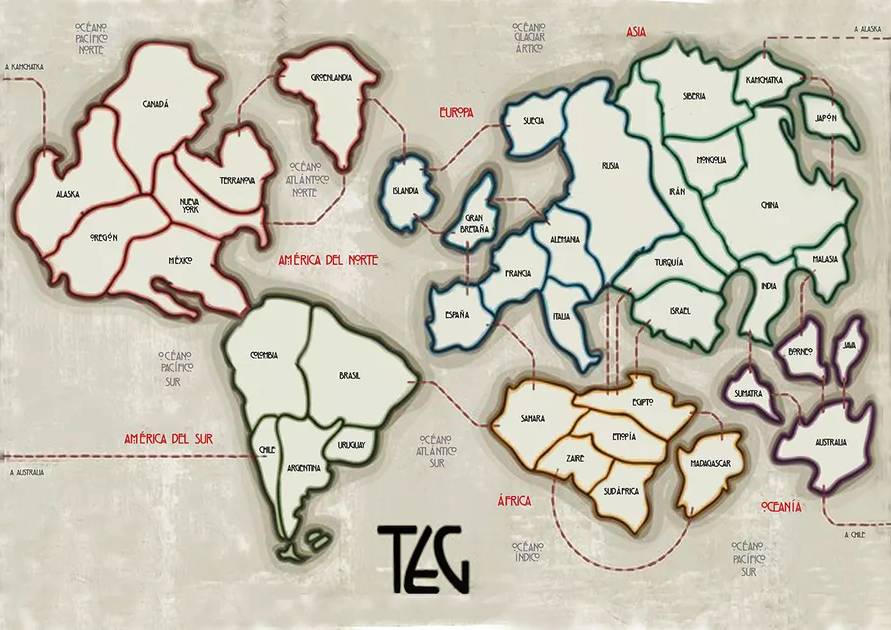 OCÉANO
PACÍFICO
NORTE
OCÉANO
GLACIAR
ÁRTICO
ASIA
A ALASKA
A KAMCHATKA
CANADÁ
GROENLANDIA
EUROPA
SUECIA
SIBERIA
KAMCHATKA
JAPÓN
ALASKA
TERRANOVA
OCÉANO
ATLÁNTOCO
NORTE
NUEVA
YORK
ISLANDIA
GRAN
BRETAÑA
RUSIA
IRÁN
MONGOLIA
CHINA
OREGÓN
MÉXICO
AMÉRICA DEL NORTE
ALEMANIA
FRANCIA
TURQUÍA
MALASIA
INDIA
ESPAÑA
ITALIA
ISRAEL
OCÉANO
PACÍFICO
SUR
COLOMBIA
BRASIL
BORNEO
JAVA
SUMATRA
SAHARA
EGIPTO
ETIOPÍA
AMÉRICA DEL SUR
CHILE
URUGUAY
ARGENTINA
OCÉANO
ATLÁNTICO
SUR
ZAIRE
MADAGASCAR
AUSTRALIA
SUDÁFRICA
A AUSTRALIA
ÁFRICA
OCEANÍA
A CHILE
TEG
OCÉANO
ÍNDICO
OCÉANO
PACÍFICO
SUR